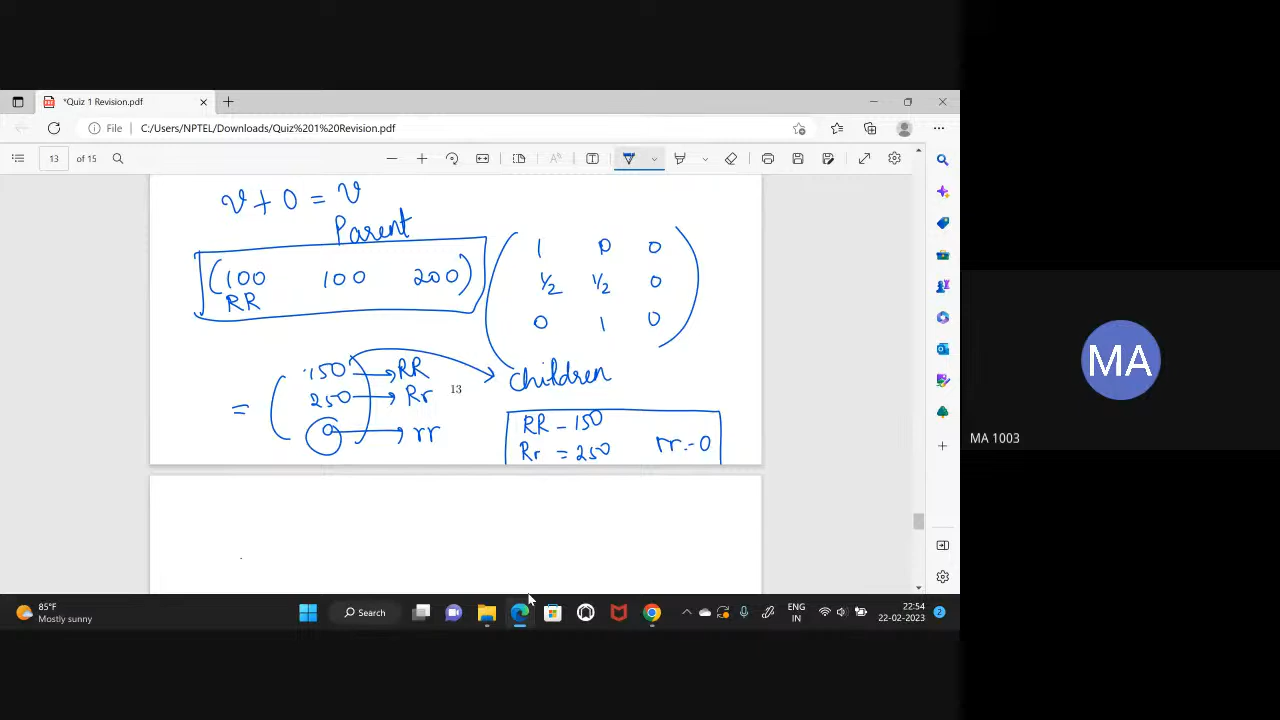 *Quiz 1 Revision.pdf
File C:/Users/NPTEL/Downloads/Quiz%201%20Revision.pdf
13 of 15
v + 0 = v
Parent
(100 100 200)
RR
1 0 0
1/2 1/2 0
0 1 0
150 → RR
250 → Rr
0 → rr
Children
13
RR - 150
Rr = 250 rr - 0
MA
MA 1003
85°F
Mostly sunny
Search
ENG
IN
22:54
22-02-2023
2